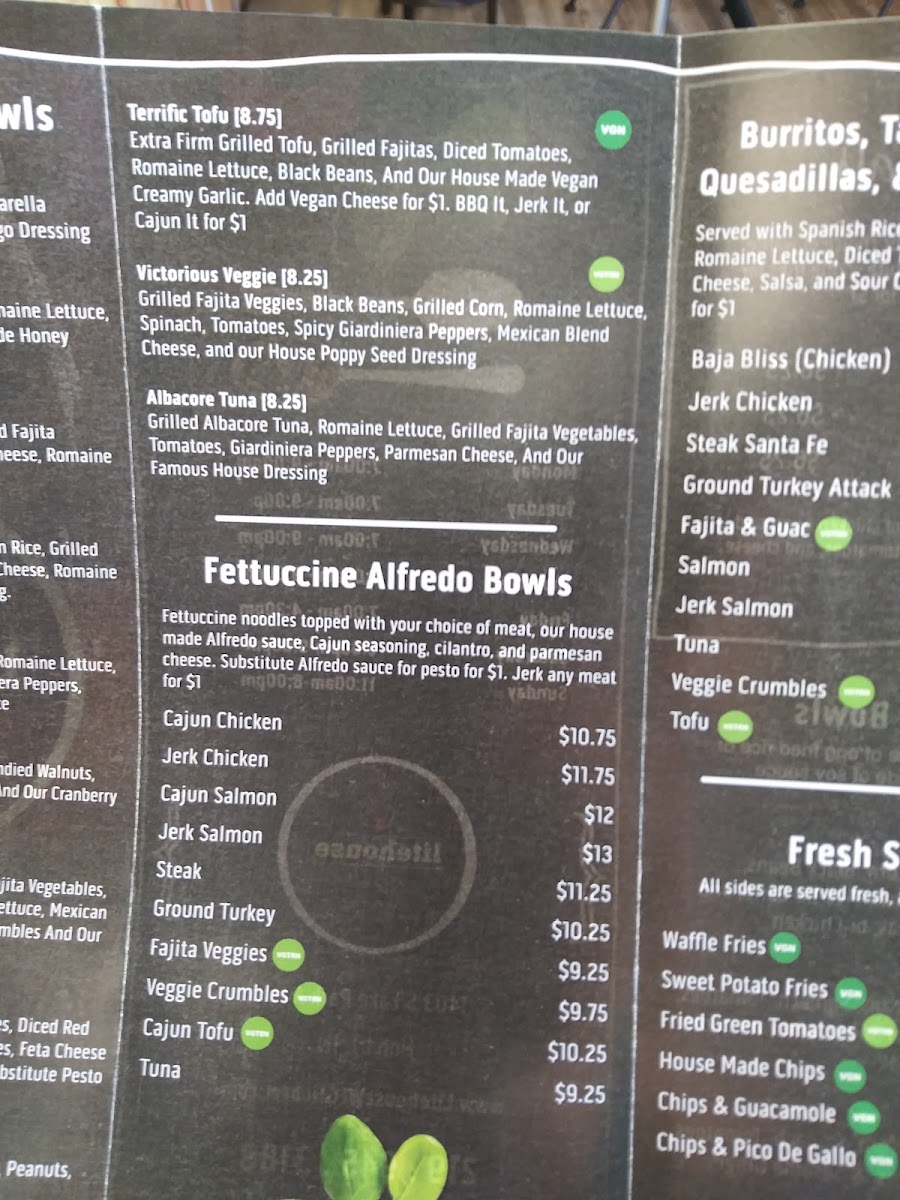 wls
arella
go Dressing
naine Lettuce,
de Honey
d Fajita
heese, Romaine
n Rice, Grilled
Cheese, Romaine
g.
Romaine Lettuce,
era Peppers,
ce
ndied Walnuts,
And Our Cranberry
jita Vegetables,
ettuce, Mexican
mbles And Our
es, Diced Red
es, Feta Cheese
bstitute Pesto
Peanuts,
Terrific Tofu [8.75]
VGN
Extra Firm Grilled Tofu, Grilled Fajitas, Diced Tomatoes,
Romaine Lettuce, Black Beans, And Our House Made Vegan
Creamy Garlic. Add Vegan Cheese for $1. BBQ It, Jerk It, or
Cajun It for $1
Victorious Veggie [8.25]
VGTRN
Grilled Fajita Veggies, Black Beans, Grilled Corn, Romaine Lettuce,
Spinach, Tomatoes, Spicy Giardiniera Peppers, Mexican Blend
Cheese, and our House Poppy Seed Dressing
Albacore Tuna [8.25]
Grilled Albacore Tuna, Romaine Lettuce, Grilled Fajita Vegetables,
Tomatoes, Giardiniera Peppers, Parmesan Cheese, And Our
Famous House Dressing
Fettuccine Alfredo Bowls
Fettuccine noodles topped with your choice of meat, our house
made Alfredo sauce, Cajun seasoning, cilantro, and parmesan
cheese. Substitute Alfredo sauce for pesto for $1. Jerk any meat
for $1
Cajun Chicken $10.75
Jerk Chicken $11.75
Cajun Salmon $12
Jerk Salmon $13
Steak $11.25
Ground Turkey $10.25
Fajita Veggies VGTRN $9.25
Veggie Crumbles VGTRN $9.75
Cajun Tofu VGTRN $10.25
Tuna $9.25
Burritos, Ta
Quesadillas, &
Served with Spanish Rice
Romaine Lettuce, Diced T
Cheese, Salsa, and Sour C
for $1
Baja Bliss (Chicken)
Jerk Chicken
Steak Santa Fe
Ground Turkey Attack
Fajita & Guac VGTRN
Salmon
Jerk Salmon
Tuna
Veggie Crumbles VGTRN
Tofu VGTRN
Fresh S
All sides are served fresh,
Waffle Fries VGN
Sweet Potato Fries VGN
Fried Green Tomatoes VGTRN
House Made Chips VGN
Chips & Guacamole VGN
Chips & Pico De Gallo VGN